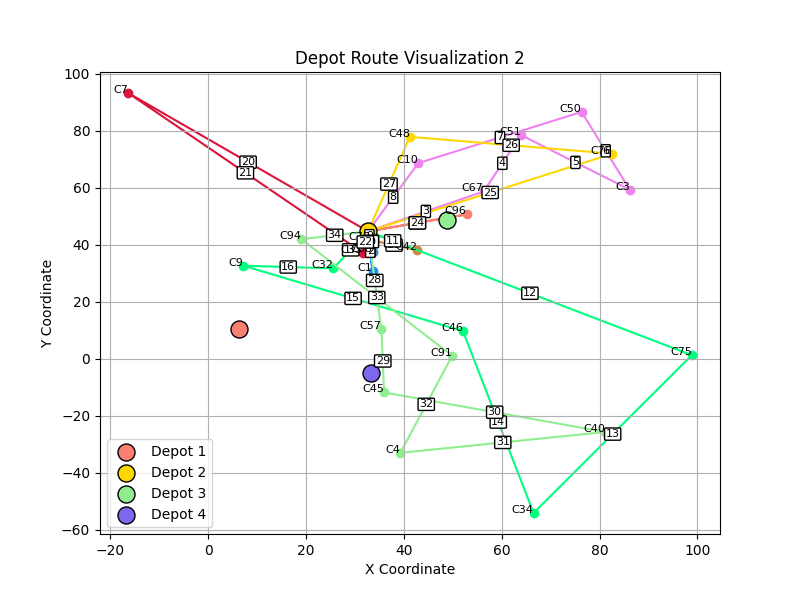 Depot Route Visualization 2
Y Coordinate
100
80
60
40
20
0
−20
−40
−60
−20
0
20
40
60
80
100
X Coordinate
Depot 1
Depot 2
Depot 3
Depot 4
C7
C50
C51
C48
C10
C3
C67
C96
C94
C42
C9
C32
C1
C57
C46
C91
C75
C45
C40
C4
C34
20
21
7
26
4
5
27
8
25
3
24
34
22
11
16
28
12
15
33
29
32
30
14
31
13